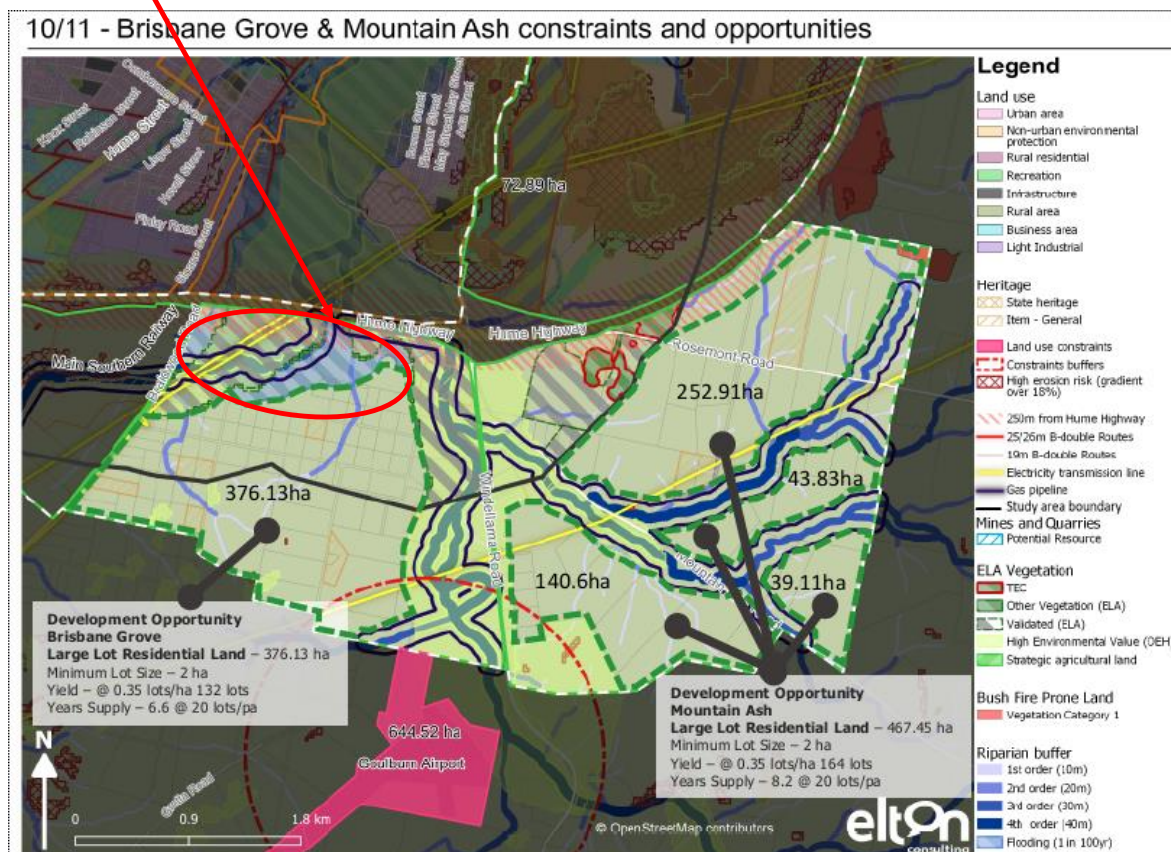 10/11 - Brisbane Grove & Mountain Ash constraints and opportunities
Knox Street
Robinson Street
Hume Street
Finlay Road
Sloane Street
72.89 ha
Main Southern Railway
Hume Highway
Hume Highway
Rosemont Road
252.91ha
43.83ha
376.13ha
140.6ha
39.11ha
Mountain
Development Opportunity
Brisbane Grove
Large Lot Residential Land – 376.13 ha
Minimum Lot Size – 2 ha
Yield – @ 0.35 lots/ha 132 lots
Years Supply – 6.6 @ 20 lots/pa
Development Opportunity
Mountain Ash
Large Lot Residential Land – 467.45 ha
Minimum Lot Size – 2 ha
Yield – @ 0.35 lots/ha 164 lots
Years Supply – 8.2 @ 20 lots/pa
644.52 ha
Goulburn Airport
N
0 0.9 1.8 km
© OpenStreetMap contributors
elton
consulting
Legend
Land use
Urban area
Non-urban environmental
protection
Rural residential
Recreation
Infrastructure
Rural area
Business area
Light Industrial
Heritage
State heritage
Item - General
Land use constraints
Constraints buffers
High erosion risk (gradient
over 18%)
250m from Hume Highway
25/26m B-double Routes
19m B-double Routes
Electricity transmission line
Gas pipeline
Study area boundary
Mines and Quarries
Potential Resource
ELA Vegetation
TEC
Other Vegetation (ELA)
Validated (ELA)
High Environmental Value (OEH)
Strategic agricultural land
Bush Fire Prone Land
Vegetation Category 1
Riparian buffer
1st order (10m)
2nd order (20m)
3rd order (30m)
4th order (40m)
Flooding (1 in 100yr)